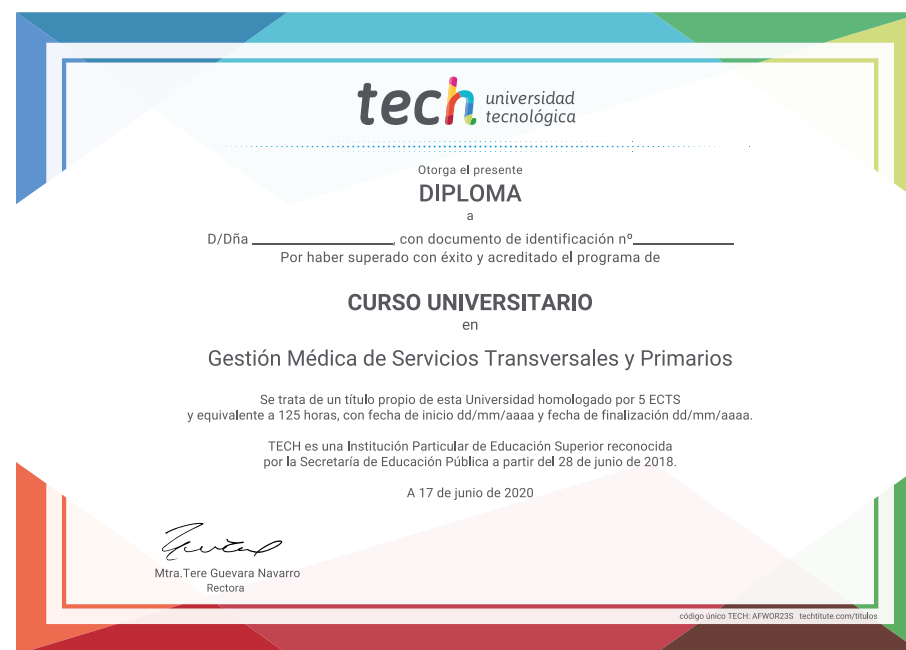 tech universidad
tecnológica
Otorga el presente
DIPLOMA
a
D/Dña ____________________, con documento de identificación nº______________
Por haber superado con éxito y acreditado el programa de
CURSO UNIVERSITARIO
en
Gestión Médica de Servicios Transversales y Primarios
Se trata de un título propio de esta Universidad homologado por 5 ECTS
y equivalente a 125 horas, con fecha de inicio dd/mm/aaaa y fecha de finalización dd/mm/aaaa.
TECH es una Institución Particular de Educación Superior reconocida
por la Secretaría de Educación Pública a partir del 28 de junio de 2018.
A 17 de junio de 2020
Mtra.Tere Guevara Navarro
Rectora
código único TECH: AFWOR23S techtitute.com/titulos